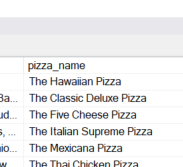 pizza_name
The Hawaiian Pizza
Ba... The Classic Deluxe Pizza
ud... The Five Cheese Pizza
s, ... The Italian Supreme Pizza
io... The Mexicana Pizza
w... The Thai Chicken Pizza